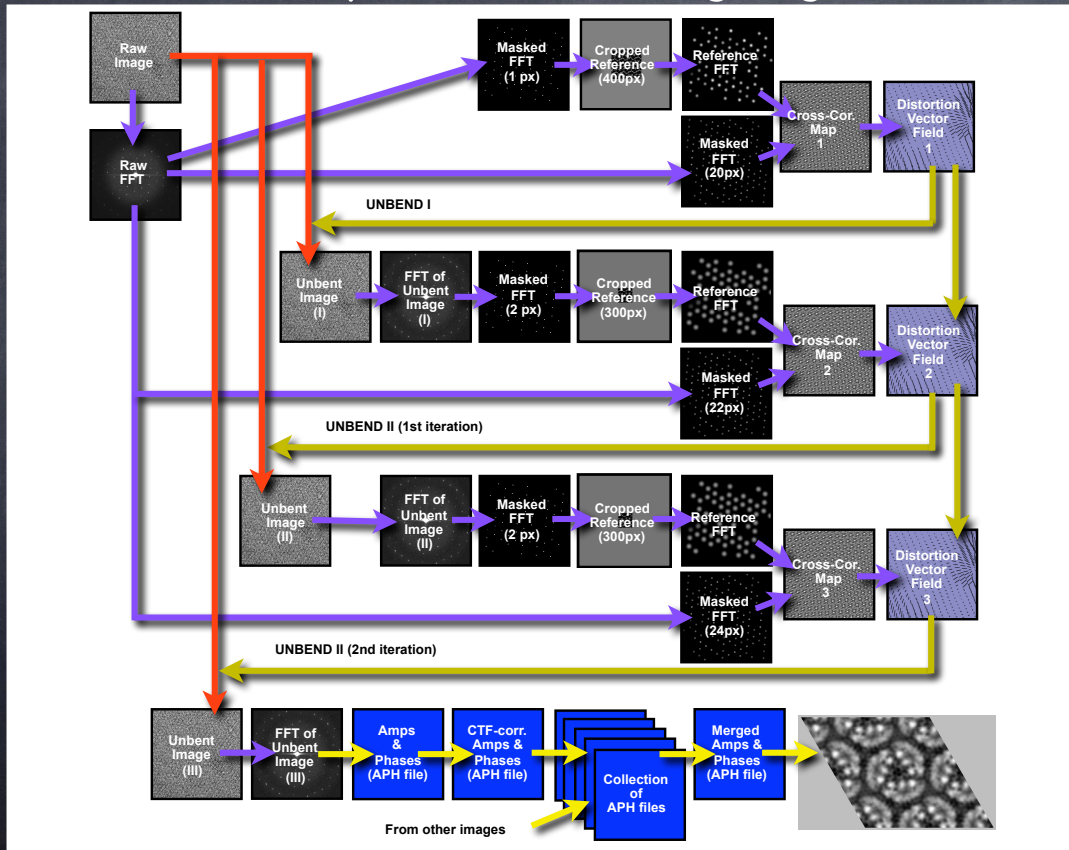 Raw
Image
Masked
FFT
(1 px)
Cropped
Reference
(400px)
Reference
FFT
Raw
FFT
Masked
FFT
(20px)
Cross-Cor.
Map
1
Distortion
Vector
Field
1
UNBEND I
Unbent
Image
(I)
FFT of
Unbent
Image
(I)
Masked
FFT
(2 px)
Cropped
Reference
(300px)
Reference
FFT
Masked
FFT
(22px)
Cross-Cor.
Map
2
Distortion
Vector
Field
2
UNBEND II (1st iteration)
Unbent
Image
(II)
FFT of
Unbent
Image
(II)
Masked
FFT
(2 px)
Cropped
Reference
(300px)
Reference
FFT
Masked
FFT
(24px)
Cross-Cor.
Map
3
Distortion
Vector
Field
3
UNBEND II (2nd iteration)
Unbent
Image
(III)
FFT of
Unbent
Image
(III)
Amps
&
Phases
(APH file)
CTF-corr.
Amps &
Phases
(APH file)
Collection
of
APH files
Merged
Amps &
Phases
(APH file)
From other images